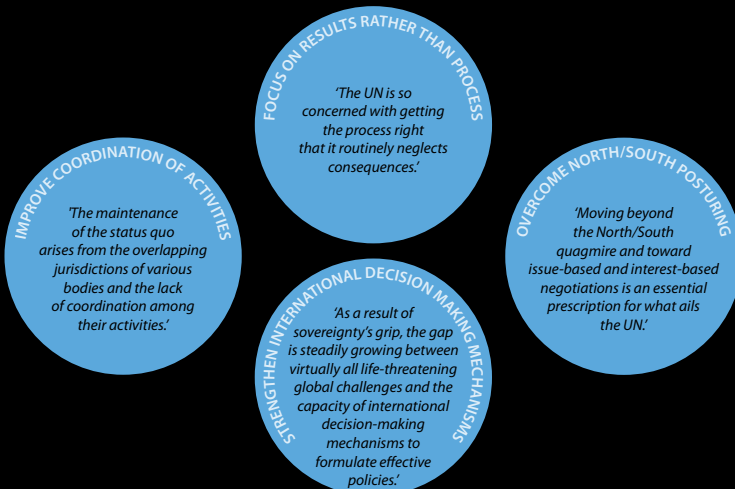 FOCUS ON RESULTS RATHER THAN PROCESS
‘The UN is so
concerned with getting
the process right
that it routinely neglects
consequences.’
IMPROVE COORDINATION OF ACTIVITIES
‘The maintenance
of the status quo
arises from the overlapping
jurisdictions of various
bodies and the lack
of coordination among
their activities.’
OVERCOME NORTH/SOUTH POSTURING
‘Moving beyond
the North/South
quagmire and toward
issue-based and interest-based
negotiations is an essential
prescription for what ails
the UN.’
STRENGTHEN INTERNATIONAL DECISION MAKING MECHANISMS
‘As a result of
sovereignty’s grip, the gap
is steadily growing between
virtually all life-threatening
global challenges and the
capacity of international
decision-making
mechanisms to
formulate effective
policies.’